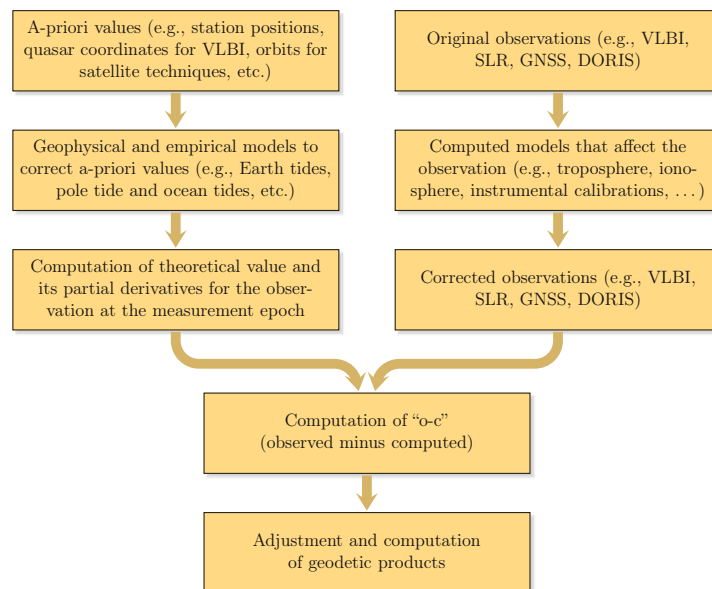 A-priori values (e.g., station positions,
quasar coordinates for VLBI, orbits for
satellite techniques, etc.)
Original observations (e.g., VLBI,
SLR, GNSS, DORIS)
Geophysical and empirical models to
correct a-priori values (e.g., Earth tides,
pole tide and ocean tides, etc.)
Computed models that affect the
observation (e.g., troposphere, iono-
sphere, instrumental calibrations, . . . )
Computation of theoretical value and
its partial derivatives for the obser-
vation at the measurement epoch
Corrected observations (e.g., VLBI,
SLR, GNSS, DORIS)
Computation of “o-c”
(observed minus computed)
Adjustment and computation
of geodetic products